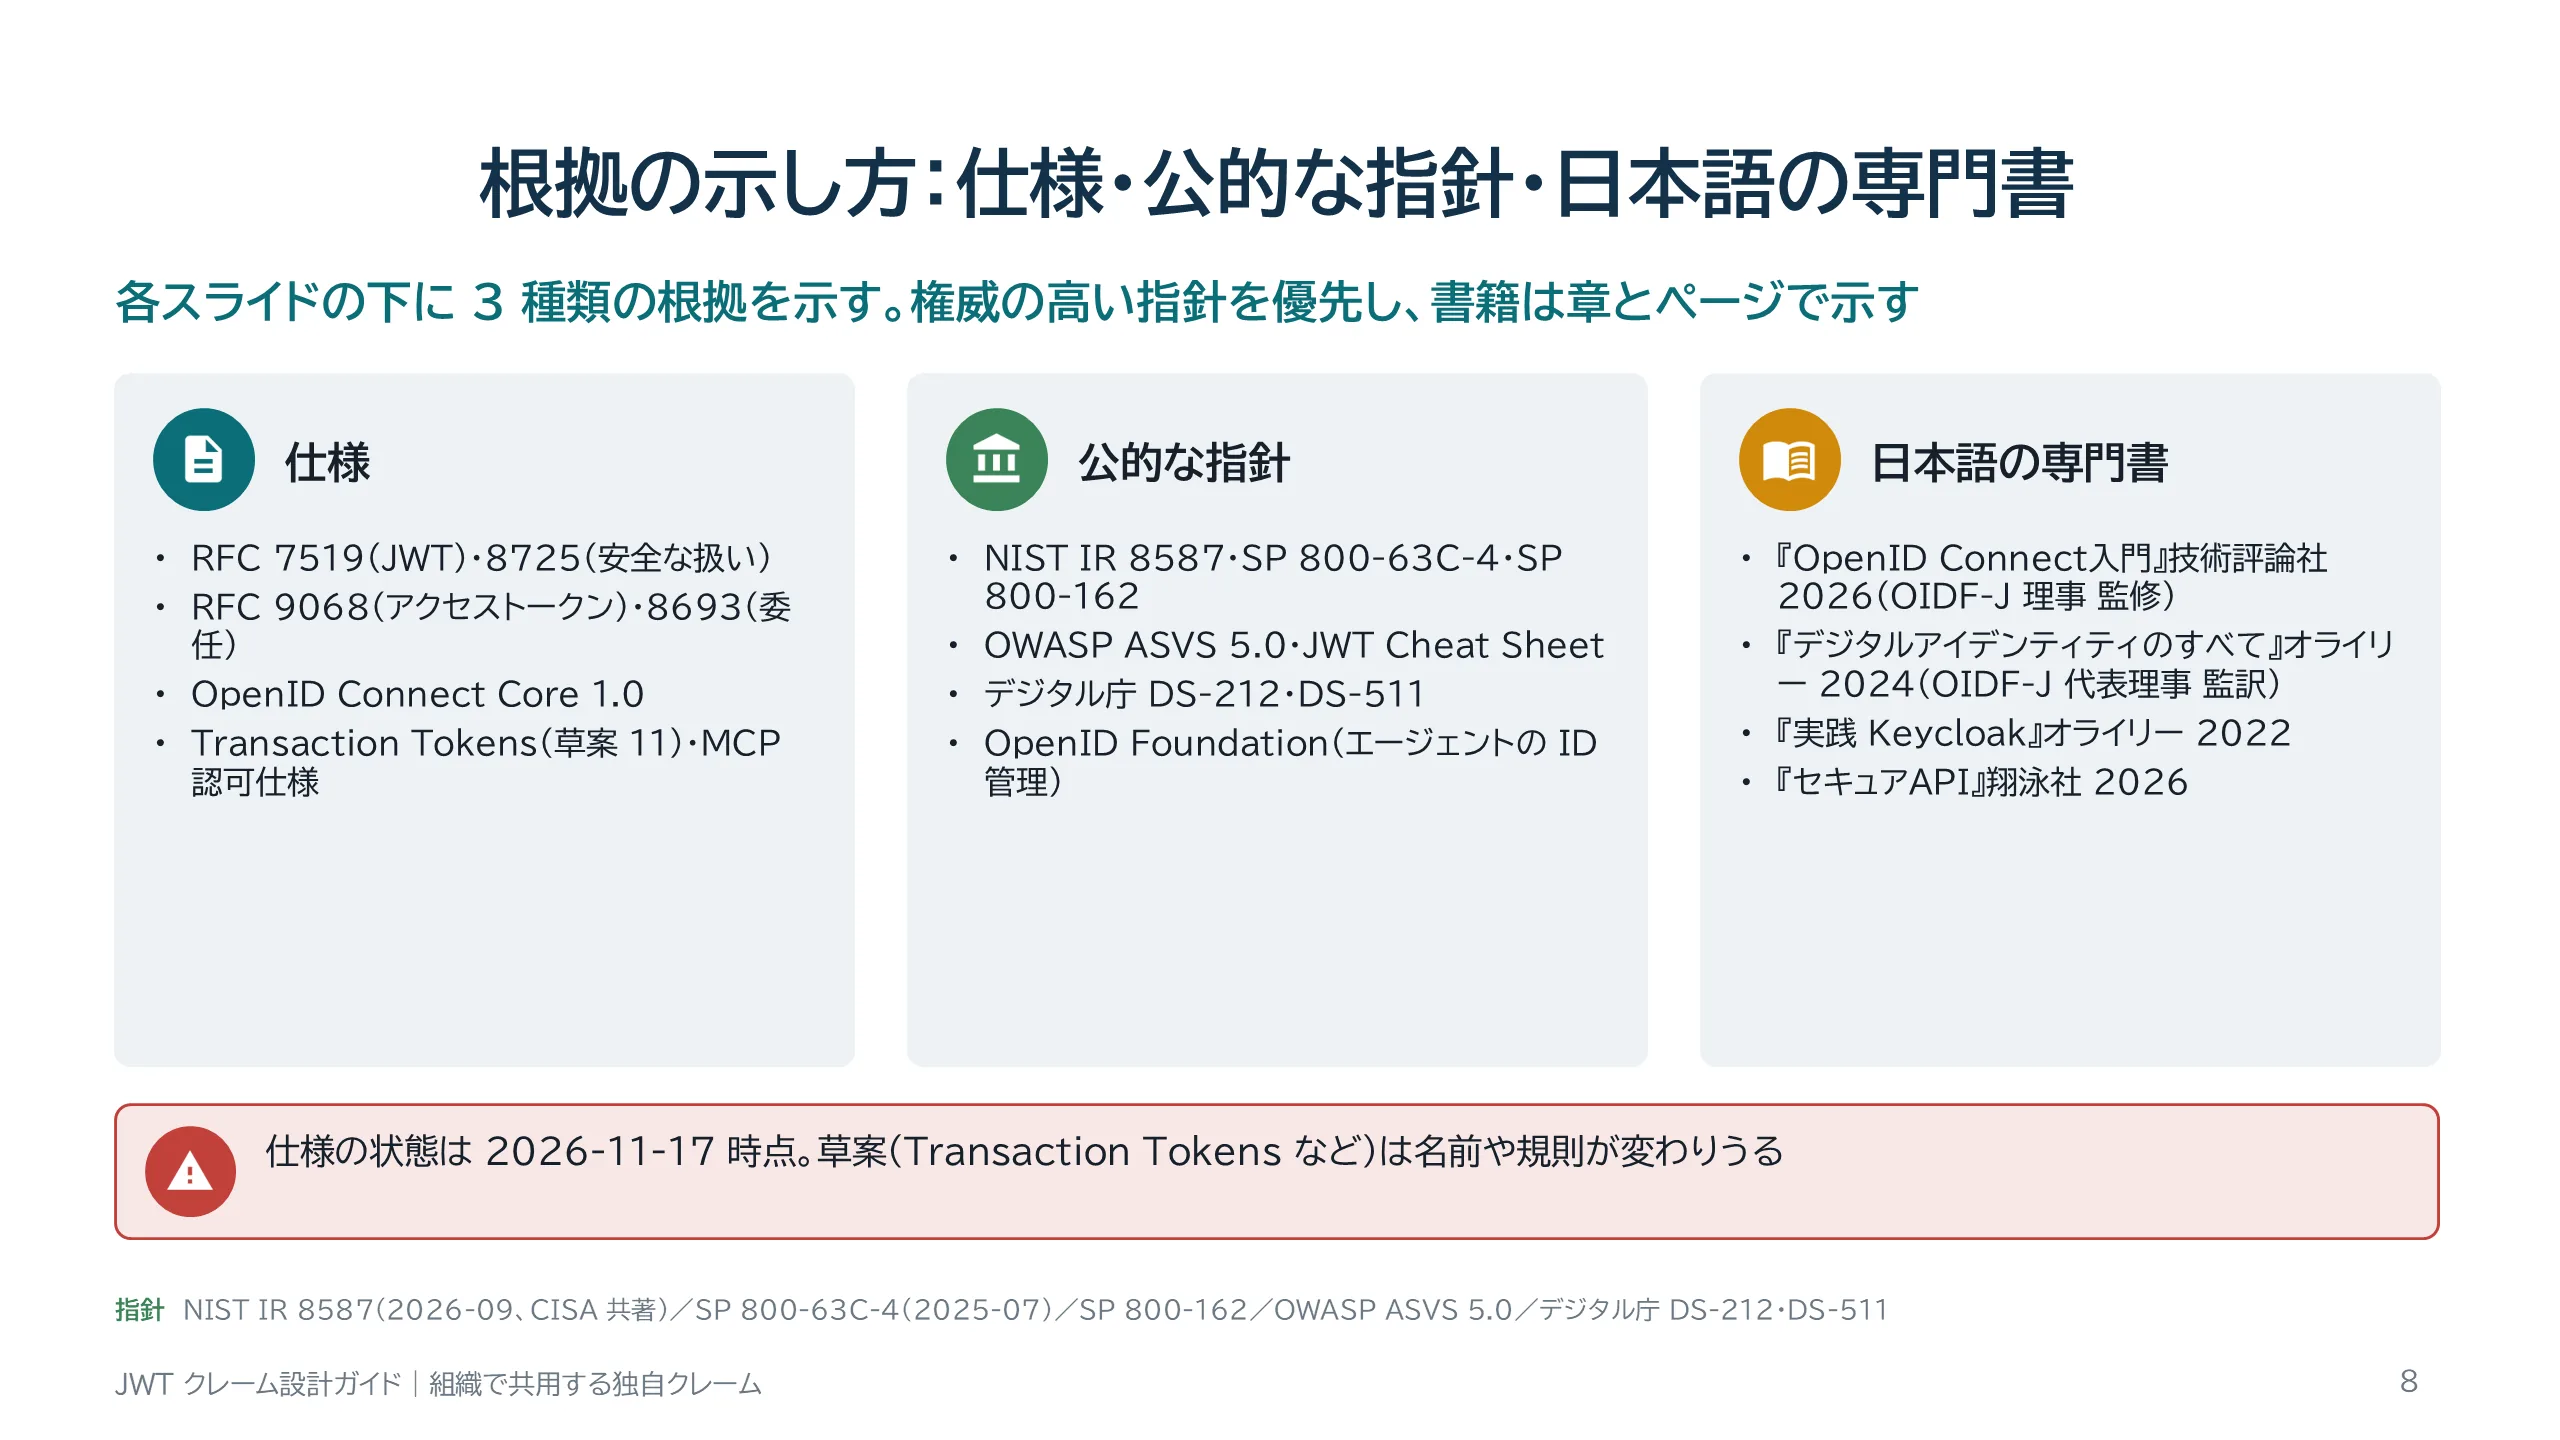 根拠の示し方：仕様・公的な指針・日本語の専門書
各スライドの下に 3 種類の根拠を示す。権威の高い指針を優先し、書籍は章とページで示す
仕様
・ RFC 7519（JWT）・8725（安全な扱い）
・ RFC 9068（アクセストークン）・8693（委
任）
・ OpenID Connect Core 1.0
・ Transaction Tokens（草案 11）・MCP
認可仕様
公的な指針
・ NIST IR 8587・SP 800-63C-4・SP
800-162
・ OWASP ASVS 5.0・JWT Cheat Sheet
・ デジタル庁 DS-212・DS-511
・ OpenID Foundation（エージェントの ID
管理）
日本語の専門書
・ 『OpenID Connect入門』技術評論社
2026（OIDF-J 理事 監修）
・ 『デジタルアイデンティティのすべて』オライリ
ー 2024（OIDF-J 代表理事 監訳）
・ 『実践 Keycloak』オライリー 2022
・ 『セキュアAPI』翔泳社 2026
仕様の状態は 2026-11-17 時点。草案（Transaction Tokens など）は名前や規則が変わりうる
指針 NIST IR 8587（2026-09、CISA 共著）／SP 800-63C-4（2025-07）／SP 800-162／OWASP ASVS 5.0／デジタル庁 DS-212・DS-511
JWT クレーム設計ガイド｜組織で共用する独自クレーム
8